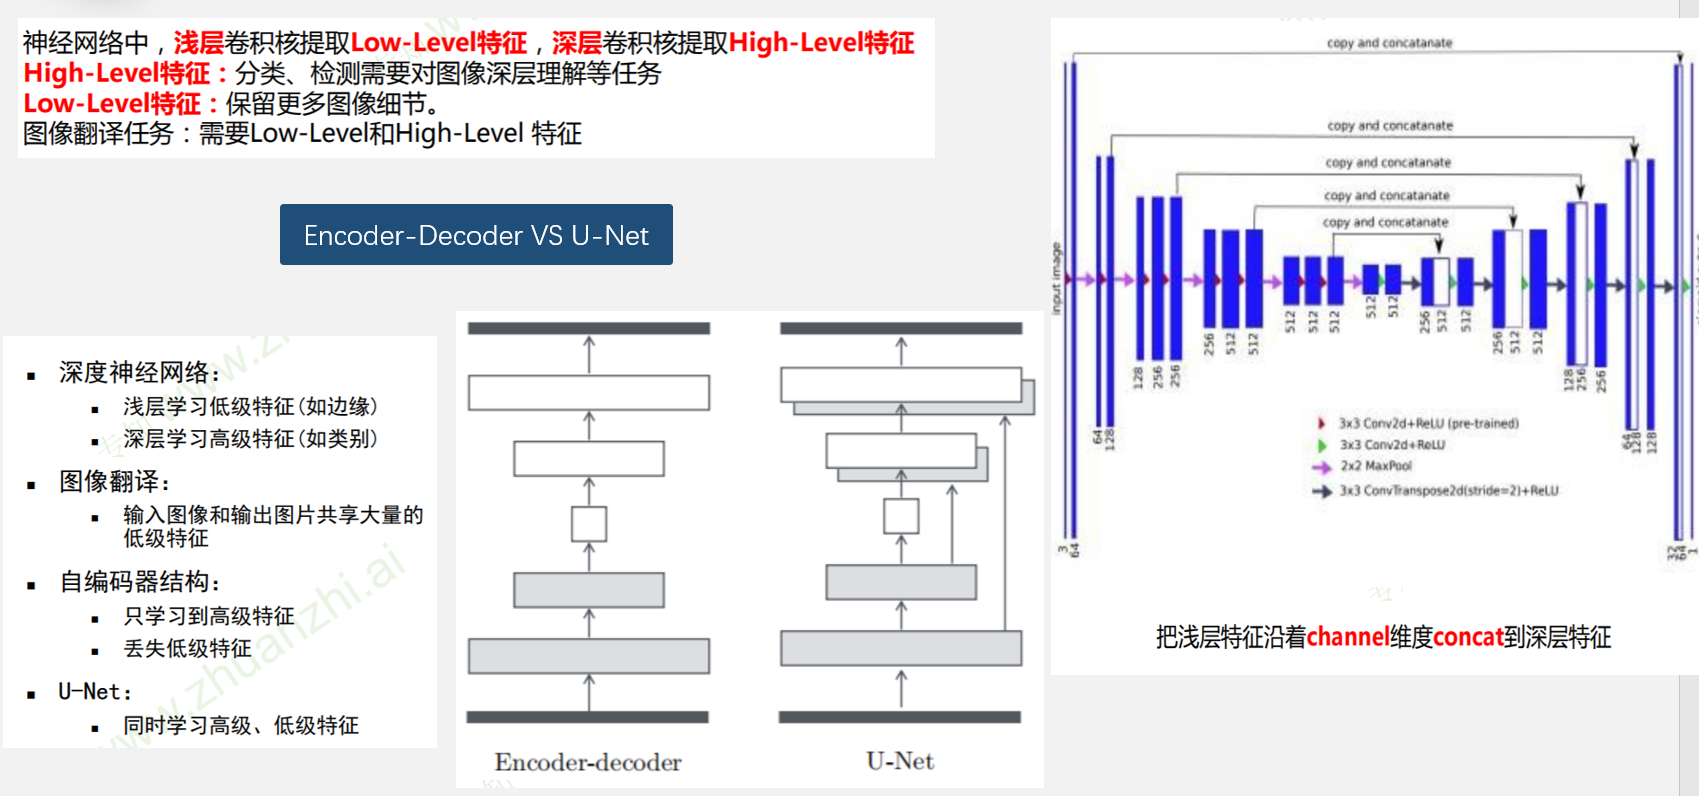 神经网络中，浅层卷积核提取Low-Level特征，深层卷积核提取High-Level特征
High-Level特征：分类、检测需要对图像深层理解等任务
Low-Level特征：保留更多图像细节。
图像翻译任务：需要Low-Level和High-Level 特征
Encoder-Decoder VS U-Net
深度神经网络：
浅层学习低级特征(如边缘)
深层学习高级特征(如类别)
图像翻译：
输入图像和输出图片共享大量的
低级特征
自编码器结构：
只学习到高级特征
丢失低级特征
U-Net：
同时学习高级、低级特征
www.zhuanzhi.ai
Encoder-decoder
U-Net
copy and concatanate
copy and concatanate
copy and concatanate
copy and concatanate
copy and concatanate
input image
3
64
64
128
128
256
256
256
512
512
512
512
512
512
512
256
512
512
256
512
512
128
256
256
64
128
128
32
64
1
3x3 Conv2d+ReLU (pre-trained)
3x3 Conv2d+ReLU
2x2 MaxPool
3x3 ConvTranspose2d(stride=2)+ReLU
把浅层特征沿着channel维度concat到深层特征